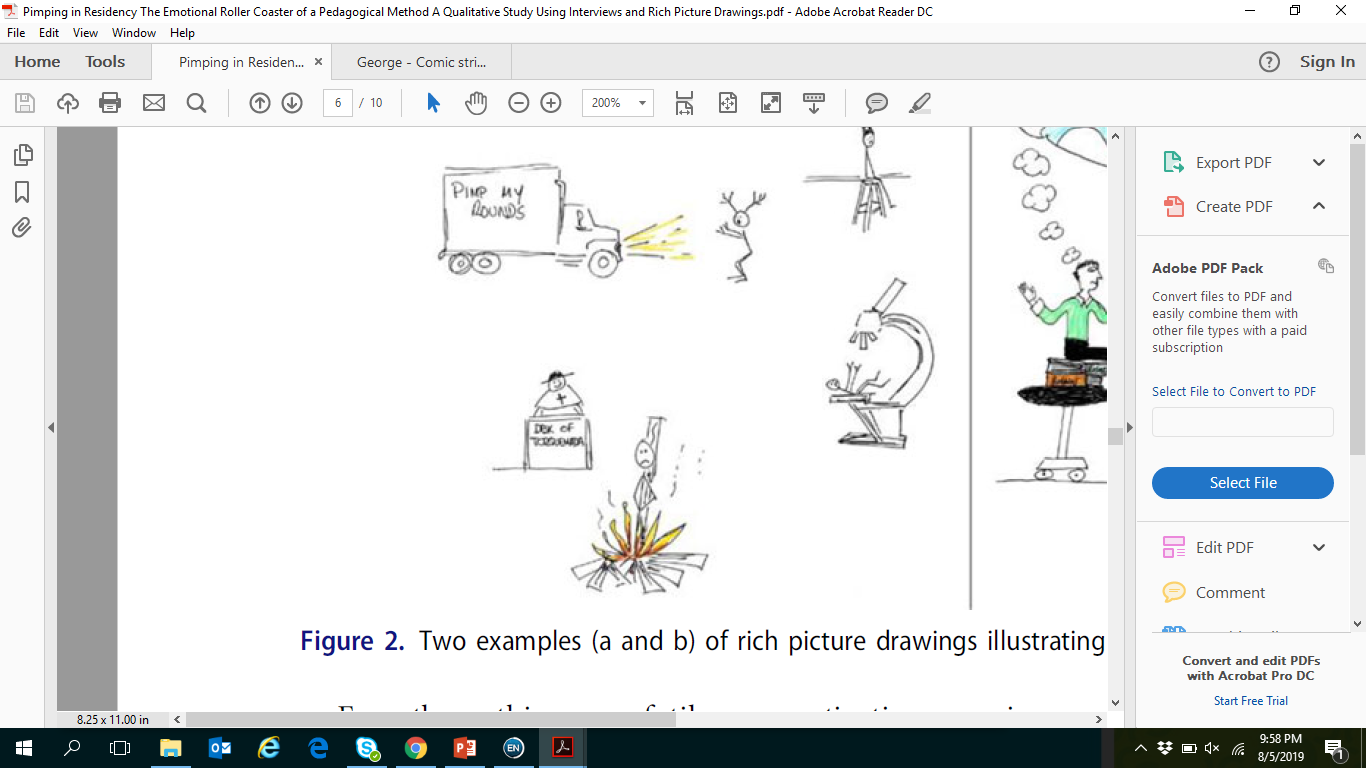 Pimping in Residency The Emotional Roller Coaster of a Pedagogical Method A Qualitative Study Using Interviews and Rich Picture Drawings.pdf - Adobe Acrobat Reader DC
File Edit View Window Help
Home Tools Pimping in Residen... × George - Comic stri... ? Sign In
6 / 10 200%
PIMP MY
ROUNDS
DBK OF
TORQUEMADA
Figure 2. Two examples (a and b) of rich picture drawings illustrating
8.25 x 11.00 in
Export PDF
Create PDF
Adobe PDF Pack
Convert files to PDF and
easily combine them with
other file types with a paid
subscription
Select File to Convert to PDF
Select File
Edit PDF
Comment
Convert and edit PDFs
with Acrobat Pro DC
Start Free Trial
EN
9:58 PM
8/5/2019
1